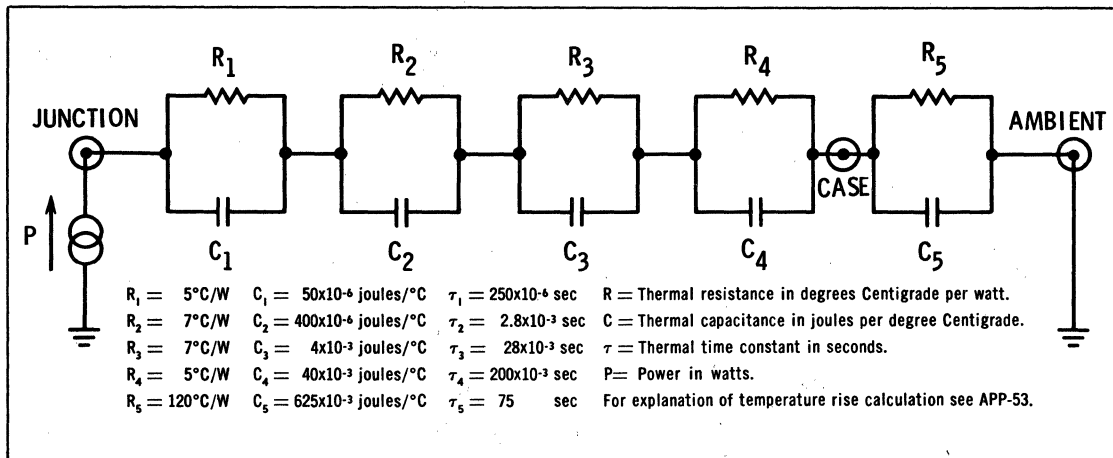 R₁ R₂ R₃ R₄ R₅
JUNCTION
AMBIENT
CASE
P
C₁ C₂ C₃ C₄ C₅
R₁ = 5°C/W C₁ = 50x10⁻⁶ joules/°C τ₁ = 250x10⁻⁶ sec R = Thermal resistance in degrees Centigrade per watt.
R₂ = 7°C/W C₂ = 400x10⁻⁶ joules/°C τ₂ = 2.8x10⁻³ sec C = Thermal capacitance in joules per degree Centigrade.
R₃ = 7°C/W C₃ = 4x10⁻³ joules/°C τ₃ = 28x10⁻³ sec τ = Thermal time constant in seconds.
R₄ = 5°C/W C₄ = 40x10⁻³ joules/°C τ₄ = 200x10⁻³ sec P= Power in watts.
R₅ = 120°C/W C₅ = 625x10⁻³ joules/°C τ₅ = 75 sec For explanation of temperature rise calculation see APP-53.